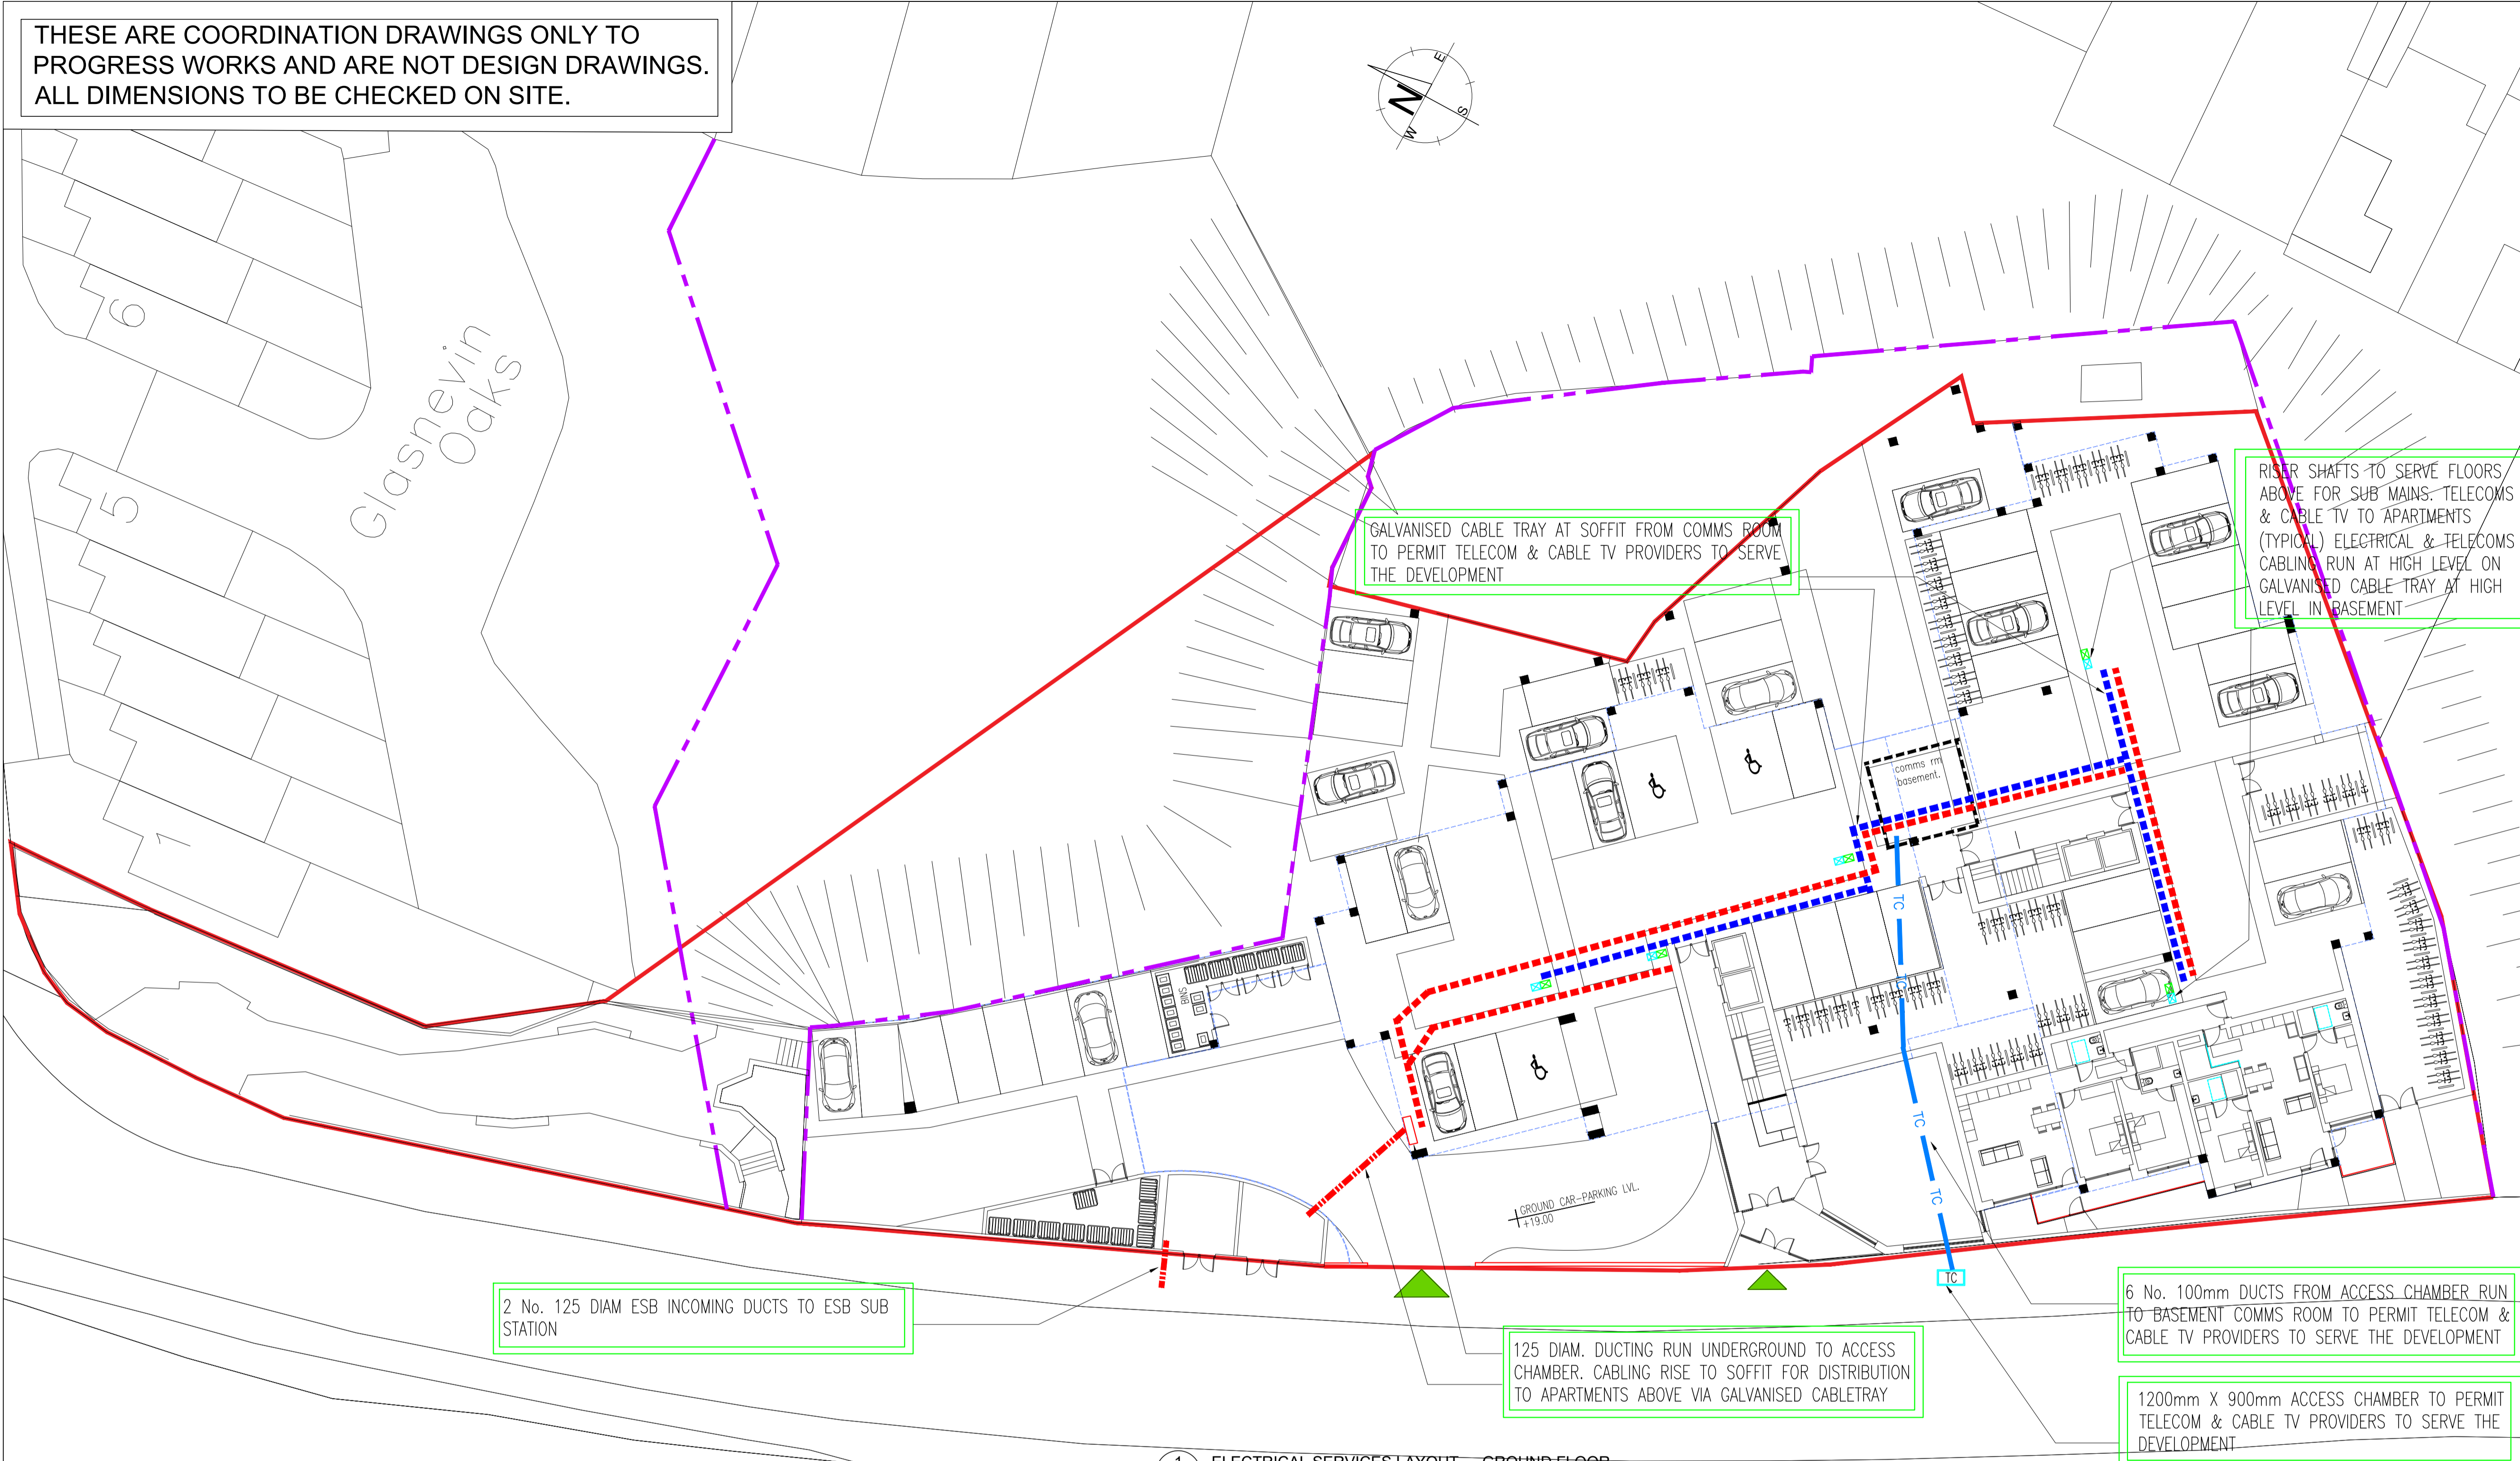 THESE ARE COORDINATION DRAWINGS ONLY TO
PROGRESS WORKS AND ARE NOT DESIGN DRAWINGS.
ALL DIMENSIONS TO BE CHECKED ON SITE.
N
E
S
W
6
Glasnevin
Oaks
5
1
GALVANISED CABLE TRAY AT SOFFIT FROM COMMS ROOM
TO PERMIT TELECOM & CABLE TV PROVIDERS TO SERVE
THE DEVELOPMENT
RISER SHAFTS TO SERVE FLOORS
ABOVE FOR SUB MAINS. TELECOMS
& CABLE TV TO APARTMENTS
(TYPICAL) ELECTRICAL & TELECOMS
CABLING RUN AT HIGH LEVEL ON
GALVANISED CABLE TRAY AT HIGH
LEVEL IN BASEMENT
comms rm
basement.
BINS
TC
TC
TC
TC
GROUND CAR-PARKING LVL.
+19.00
2 No. 125 DIAM ESB INCOMING DUCTS TO ESB SUB
STATION
125 DIAM. DUCTING RUN UNDERGROUND TO ACCESS
CHAMBER. CABLING RISE TO SOFFIT FOR DISTRIBUTION
TO APARTMENTS ABOVE VIA GALVANISED CABLETRAY
6 No. 100mm DUCTS FROM ACCESS CHAMBER RUN
TO BASEMENT COMMS ROOM TO PERMIT TELECOM &
CABLE TV PROVIDERS TO SERVE THE DEVELOPMENT
1200mm X 900mm ACCESS CHAMBER TO PERMIT
TELECOM & CABLE TV PROVIDERS TO SERVE THE
DEVELOPMENT
1 ELECTRICAL SERVICES LAYOUT - GROUND FLOOR